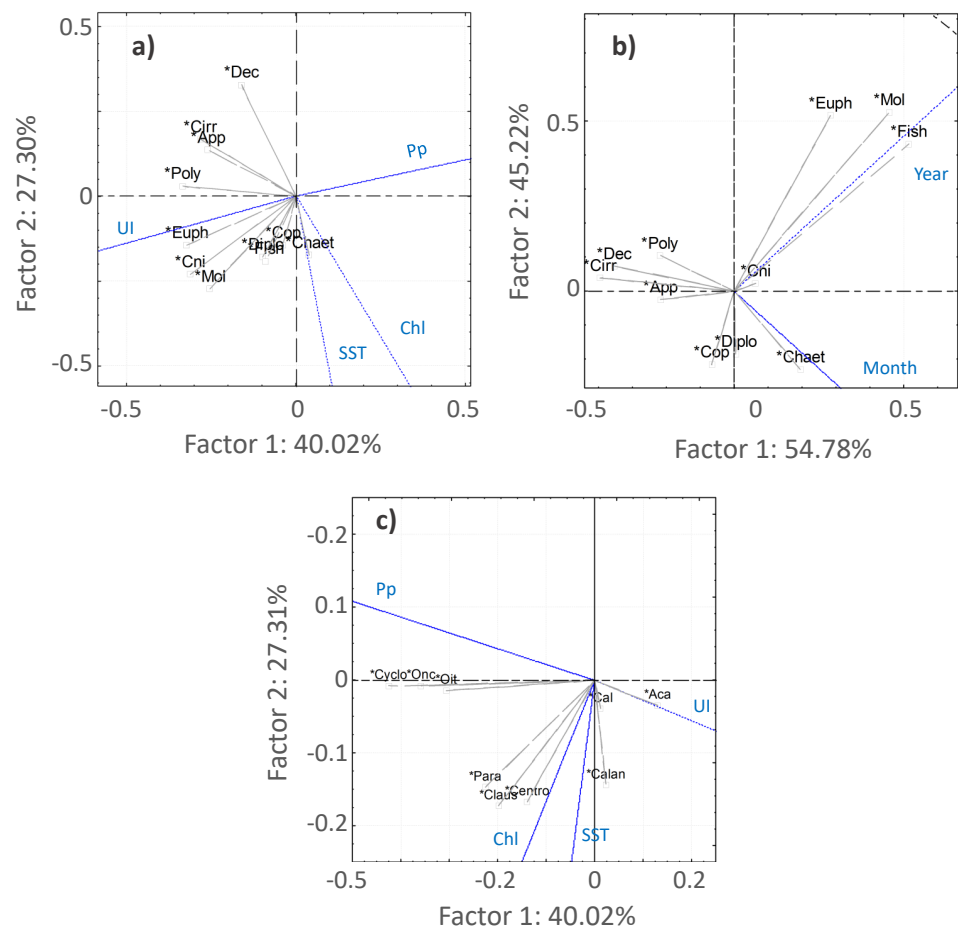 a)
0.5
0
-0.5
Factor 2: 27.30%
*Dec
*Cirr
*App
*Poly
Pp
UI
*Euph
*Cop
*Diplo
*Chaet
Fish
*Cni
*Mol
Chl
SST
-0.5
0
0.5
Factor 1: 40.02%
b)
0.5
0
Factor 2: 45.22%
*Euph
*Mol
*Fish
Year
*Poly
*Dec
*Cirr
*Cni
*App
*Diplo
*Cop
*Chaet
Month
-0.5
0
0.5
Factor 1: 54.78%
c)
-0.2
0.1
0
-0.1
-0.2
Factor 2: 27.31%
Pp
*Cyclo
*Onc
*Oit
*Cal
*Aca
UI
*Para
*Calan
*Claus
*Centro
Chl
SST
-0.5
-0.2
0
0.2
Factor 1: 40.02%